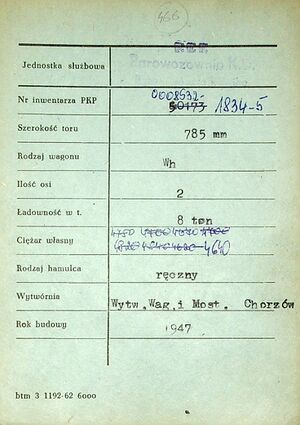 (466)
P.K.P.
Jednostka służbowa Parowozownia K.D.
Nr inwentarza PKP 50173 0008532-1834-5
Szerokość toru 785 mm
Rodzaj wagonu Wh
Ilość osi 2
Ładowność w t. 8 ton
Ciężar własny 4640
Rodzaj hamulca ręczny
Wytwórnia Wytw. Wag. i Most. Chorzów
Rok budowy 1947
btm 3 1192-62 6000